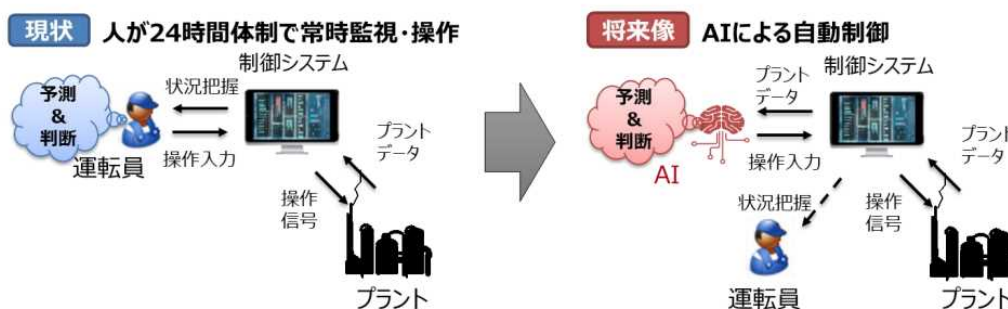 現状 人が24時間体制で常時監視・操作
制御システム
状況把握
予測
&
判断
運転員
操作入力
プラント
データ
操作
信号
プラント
将来像 AIによる自動制御
制御システム
プラント
データ
予測
&
判断
AI
操作入力
プラント
データ
状況把握
操作
信号
運転員
プラント